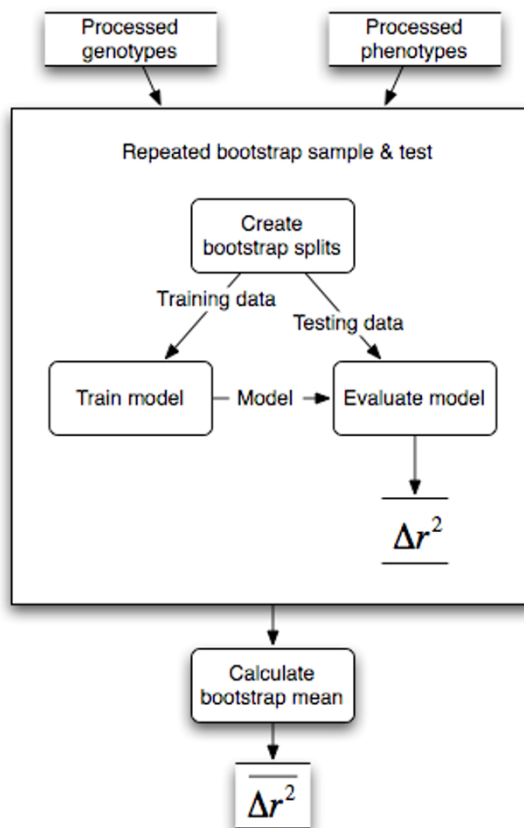 Processed
genotypes
Processed
phenotypes
Repeated bootstrap sample & test
Create
bootstrap splits
Training data
Testing data
Train model
Model
Evaluate model
Δr²
Calculate
bootstrap mean
Δr²